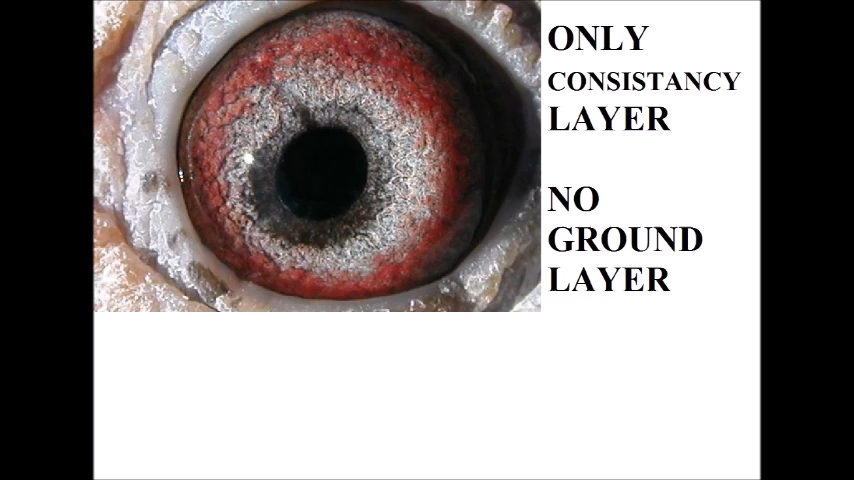 ONLY
CONSISTANCY
LAYER
NO
GROUND
LAYER